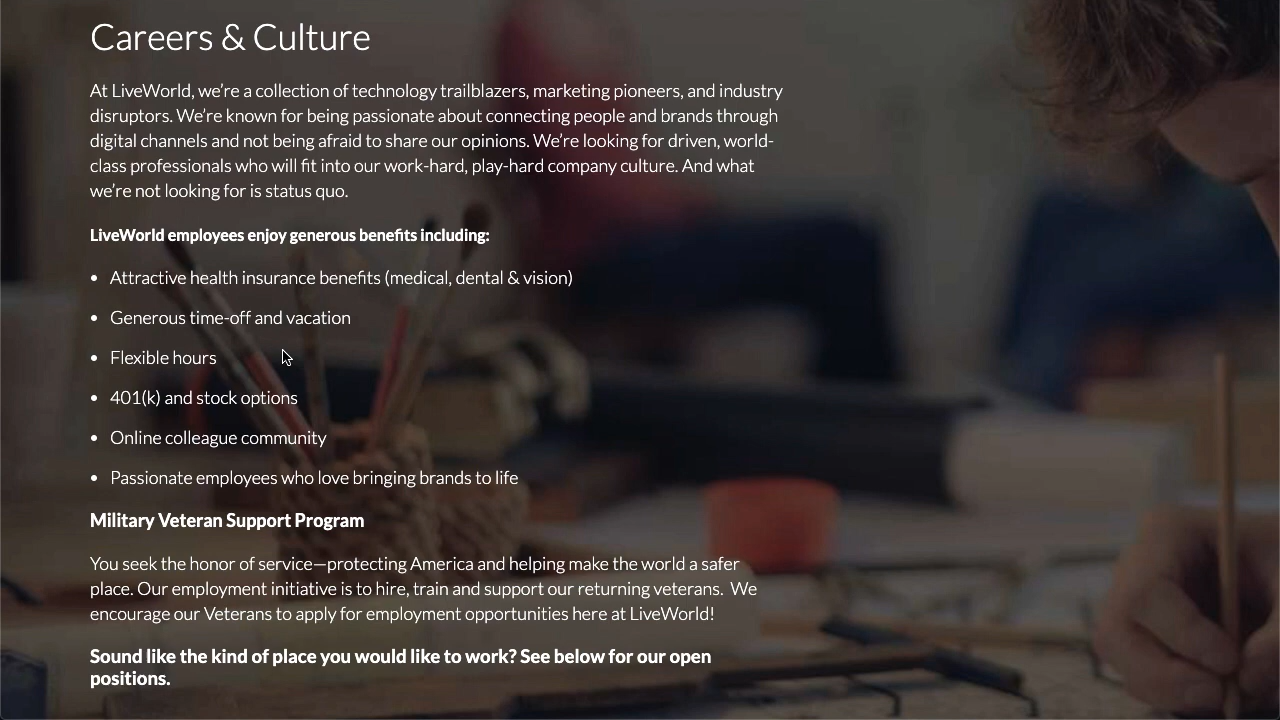 Careers & Culture
At LiveWorld, we’re a collection of technology trailblazers, marketing pioneers, and industry
disruptors. We’re known for being passionate about connecting people and brands through
digital channels and not being afraid to share our opinions. We’re looking for driven, world-
class professionals who will fit into our work-hard, play-hard company culture. And what
we’re not looking for is status quo.
LiveWorld employees enjoy generous benefits including:
• Attractive health insurance benefits (medical, dental & vision)
• Generous time-off and vacation
• Flexible hours
• 401(k) and stock options
• Online colleague community
• Passionate employees who love bringing brands to life
Military Veteran Support Program
You seek the honor of service—protecting America and helping make the world a safer
place. Our employment initiative is to hire, train and support our returning veterans. We
encourage our Veterans to apply for employment opportunities here at LiveWorld!
Sound like the kind of place you would like to work? See below for our open
positions.